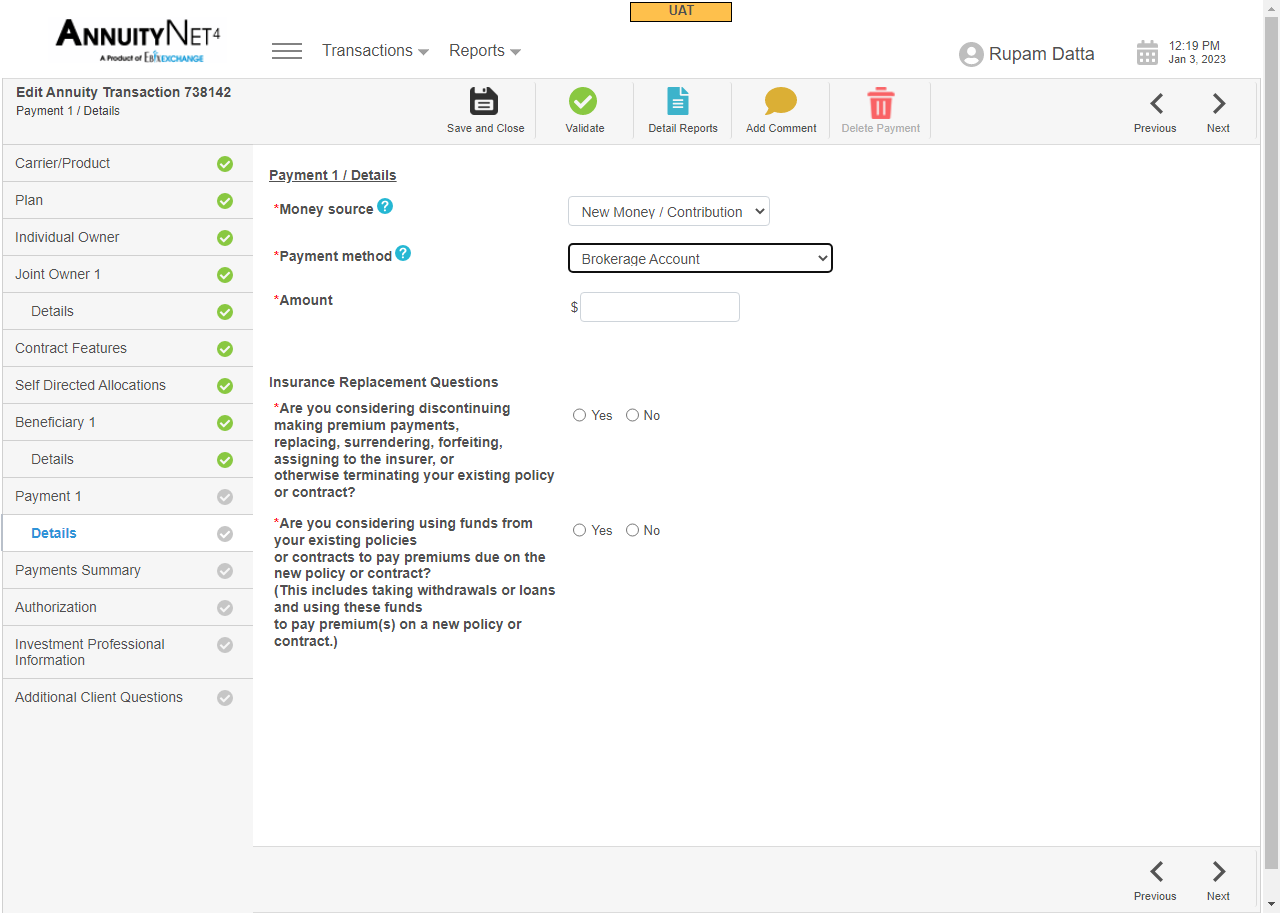 UAT
ANNUITYNET4
A Product of EBIXEXCHANGE
Transactions
Reports
Rupam Datta
12:19 PM
Jan 3, 2023
Edit Annuity Transaction 738142
Payment 1 / Details
Save and Close
Validate
Detail Reports
Add Comment
Delete Payment
Previous
Next
Carrier/Product
Plan
Individual Owner
Joint Owner 1
Details
Contract Features
Self Directed Allocations
Beneficiary 1
Details
Payment 1
Details
Payments Summary
Authorization
Investment Professional
Information
Additional Client Questions
Payment 1 / Details
*Money source ?
New Money / Contribution
*Payment method ?
Brokerage Account
*Amount
$
Insurance Replacement Questions
*Are you considering discontinuing
making premium payments,
replacing, surrendering, forfeiting,
assigning to the insurer, or
otherwise terminating your existing policy
or contract?
Yes No
*Are you considering using funds from
your existing policies
or contracts to pay premiums due on the
new policy or contract?
(This includes taking withdrawals or loans
and using these funds
to pay premium(s) on a new policy or
contract.)
Yes No
Previous
Next